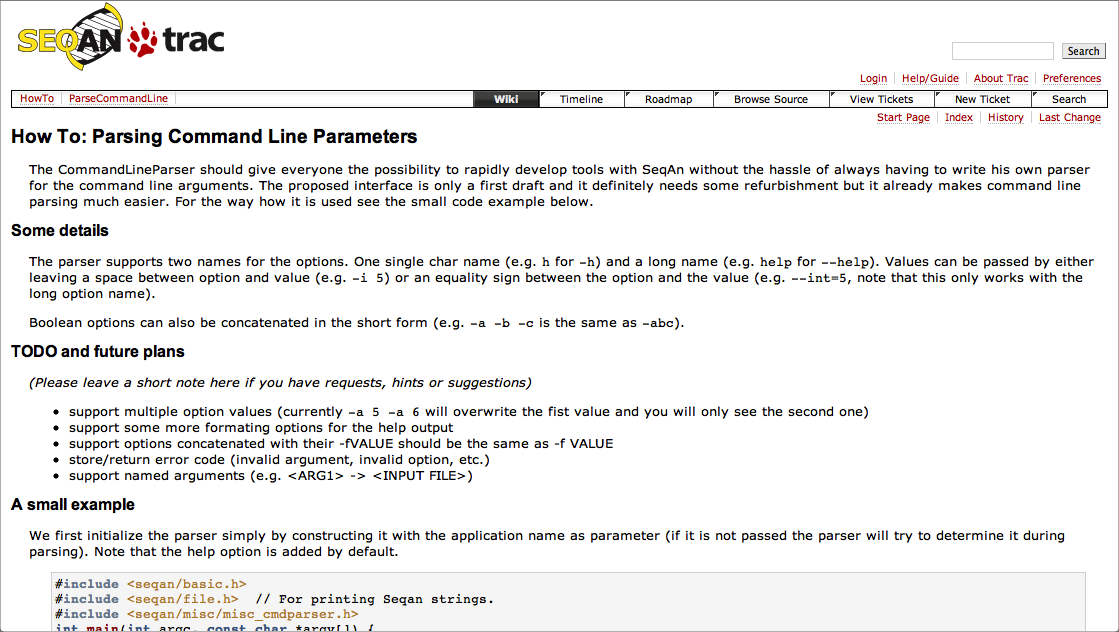 SEQAN trac
Search
Login Help/Guide About Trac Preferences
HowTo ParseCommandLine Wiki Timeline Roadmap Browse Source View Tickets New Ticket Search
Start Page Index History Last Change
How To: Parsing Command Line Parameters
The CommandLineParser should give everyone the possibility to rapidly develop tools with SeqAn without the hassle of always having to write his own parser
for the command line arguments. The proposed interface is only a first draft and it definitely needs some refurbishment but it already makes command line
parsing much easier. For the way how it is used see the small code example below.
Some details
The parser supports two names for the options. One single char name (e.g. h for -h) and a long name (e.g. help for --help). Values can be passed by either
leaving a space between option and value (e.g. -i 5) or an equality sign between the option and the value (e.g. --int=5, note that this only works with the
long option name).
Boolean options can also be concatenated in the short form (e.g. -a -b -c is the same as -abc).
TODO and future plans
(Please leave a short note here if you have requests, hints or suggestions)
• support multiple option values (currently -a 5 -a 6 will overwrite the fist value and you will only see the second one)
• support some more formating options for the help output
• support options concatenated with their -fVALUE should be the same as -f VALUE
• store/return error code (invalid argument, invalid option, etc.)
• support named arguments (e.g. <ARG1> -> <INPUT FILE>)
A small example
We first initialize the parser simply by constructing it with the application name as parameter (if it is not passed the parser will try to determine it during
parsing). Note that the help option is added by default.
#include <seqan/basic.h>
#include <seqan/file.h>  // For printing Seqan strings.
#include <seqan/misc/misc_cmdparser.h>
int main(int argc, const char *argv[]) {